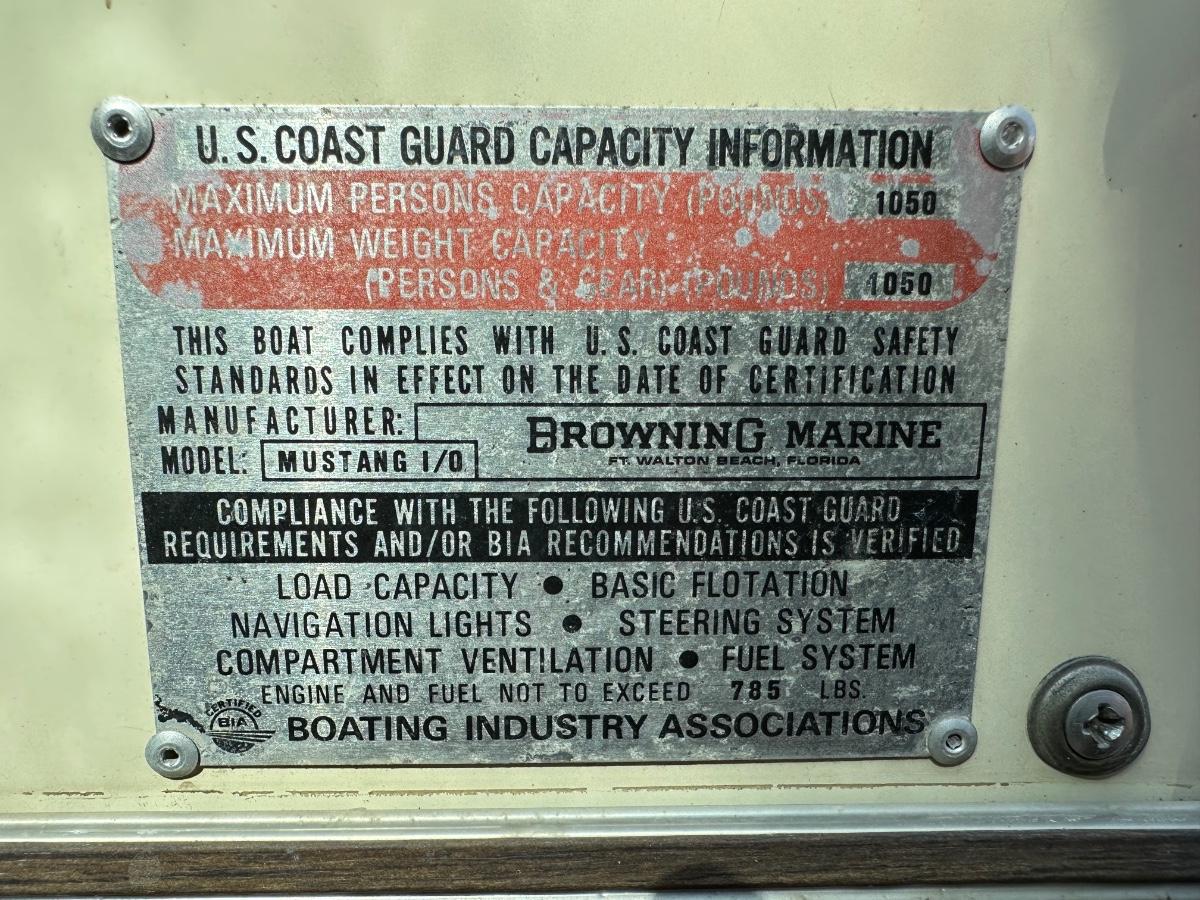 U.S. COAST GUARD CAPACITY INFORMATION
MAXIMUM PERSONS CAPACITY (POUNDS) 1050
MAXIMUM WEIGHT CAPACITY
(PERSONS & GEAR) (POUNDS) 1050
THIS BOAT COMPLIES WITH U.S. COAST GUARD SAFETY
STANDARDS IN EFFECT ON THE DATE OF CERTIFICATION
MANUFACTURER: BROWNING MARINE
FT. WALTON BEACH, FLORIDA
MODEL: MUSTANG I/O
COMPLIANCE WITH THE FOLLOWING U.S. COAST GUARD
REQUIREMENTS AND/OR BIA RECOMMENDATIONS IS VERIFIED
LOAD CAPACITY ● BASIC FLOTATION
NAVIGATION LIGHTS ● STEERING SYSTEM
COMPARTMENT VENTILATION ● FUEL SYSTEM
ENGINE AND FUEL NOT TO EXCEED 785 LBS.
CERTIFIED
BIA
BOATING INDUSTRY ASSOCIATIONS